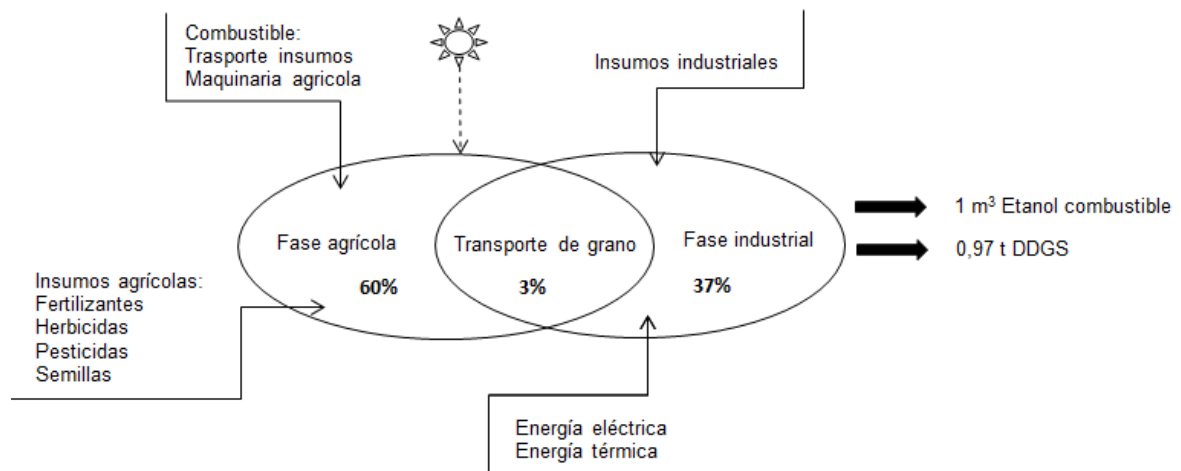 Combustible:
Trasporte insumos
Maquinaria agricola
Insumos industriales
Fase agrícola
60%
Transporte de grano
3%
Fase industrial
37%
1 m³ Etanol combustible
0,97 t DDGS
Insumos agrícolas:
Fertilizantes
Herbicidas
Pesticidas
Semillas
Energía eléctrica
Energía térmica